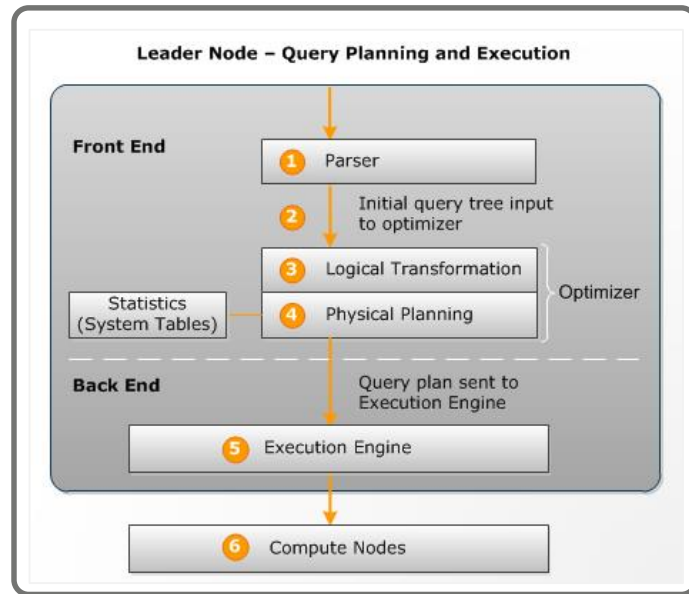 Leader Node – Query Planning and Execution
Front End
1 Parser
2 Initial query tree input
to optimizer
3 Logical Transformation
Optimizer
Statistics
(System Tables)
4 Physical Planning
Back End
Query plan sent to
Execution Engine
5 Execution Engine
6 Compute Nodes